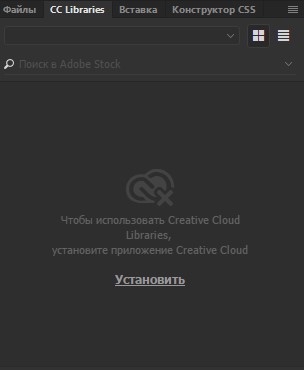 Файлы CC Libraries Вставка Конструктор CSS
Поиск в Adobe Stock
Чтобы использовать Creative Cloud
Libraries,
установите приложение Creative Cloud
Установить